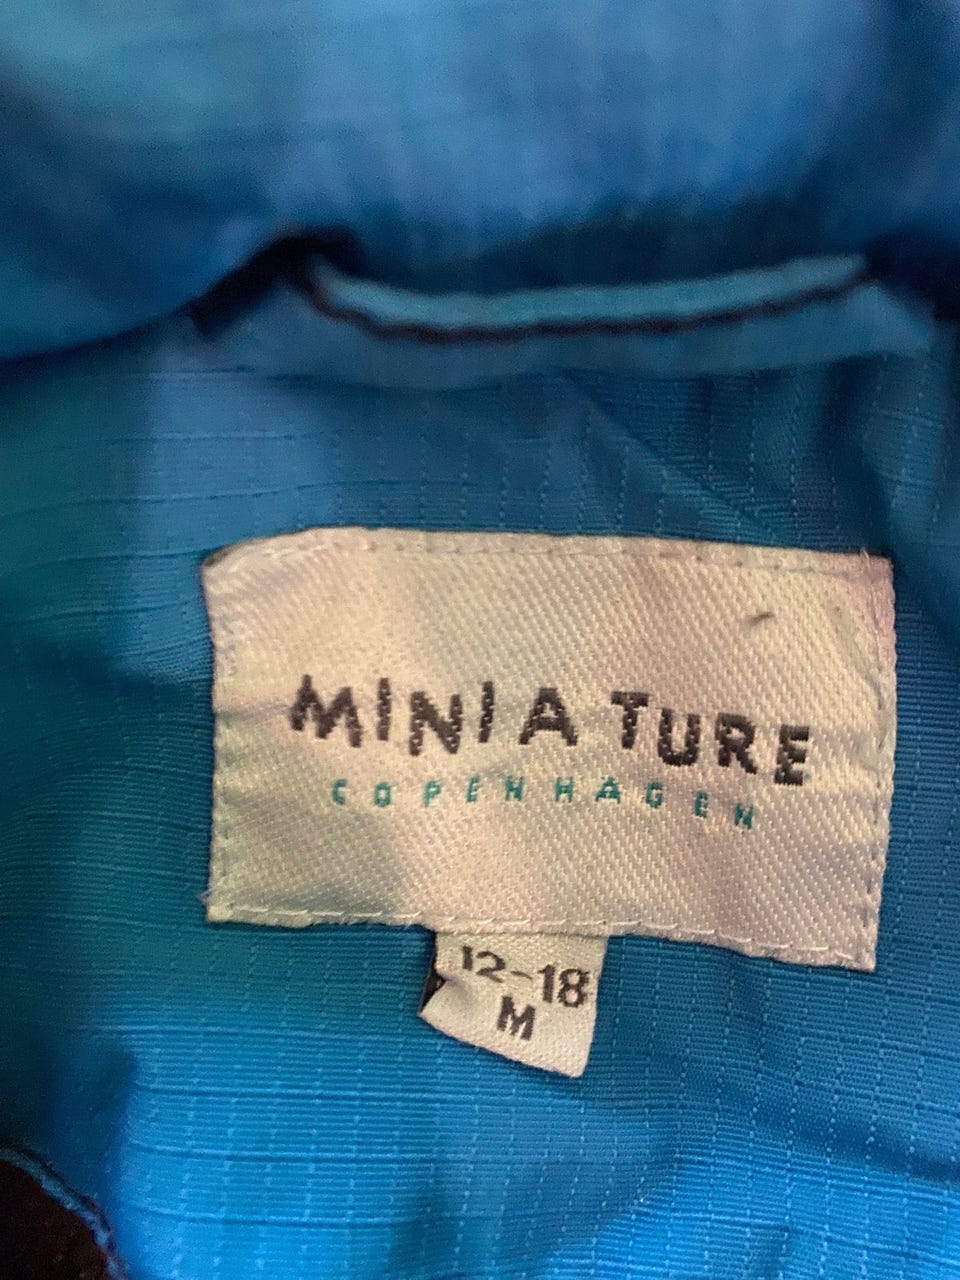 MINIATURE
COPENHAGEN
12-18
M